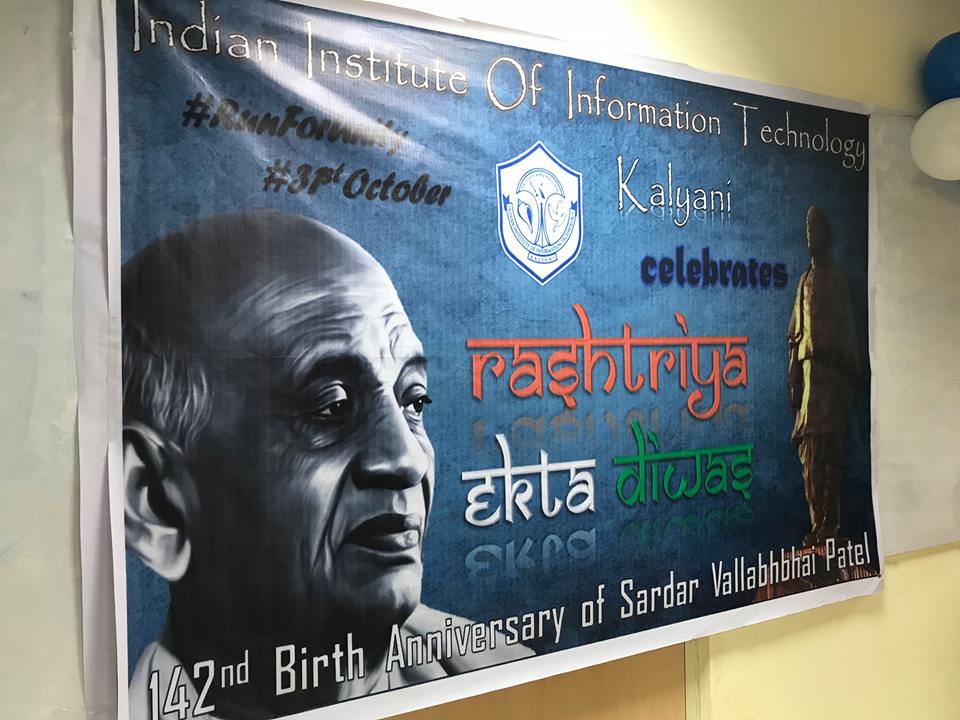 Indian Institute Of Information Technology
Kalyani
#RunForunity
#31st October
celebrates
rashtriya
ekta diwas
142nd Birth Anniversary of Sardar Vallabhbhai Patel